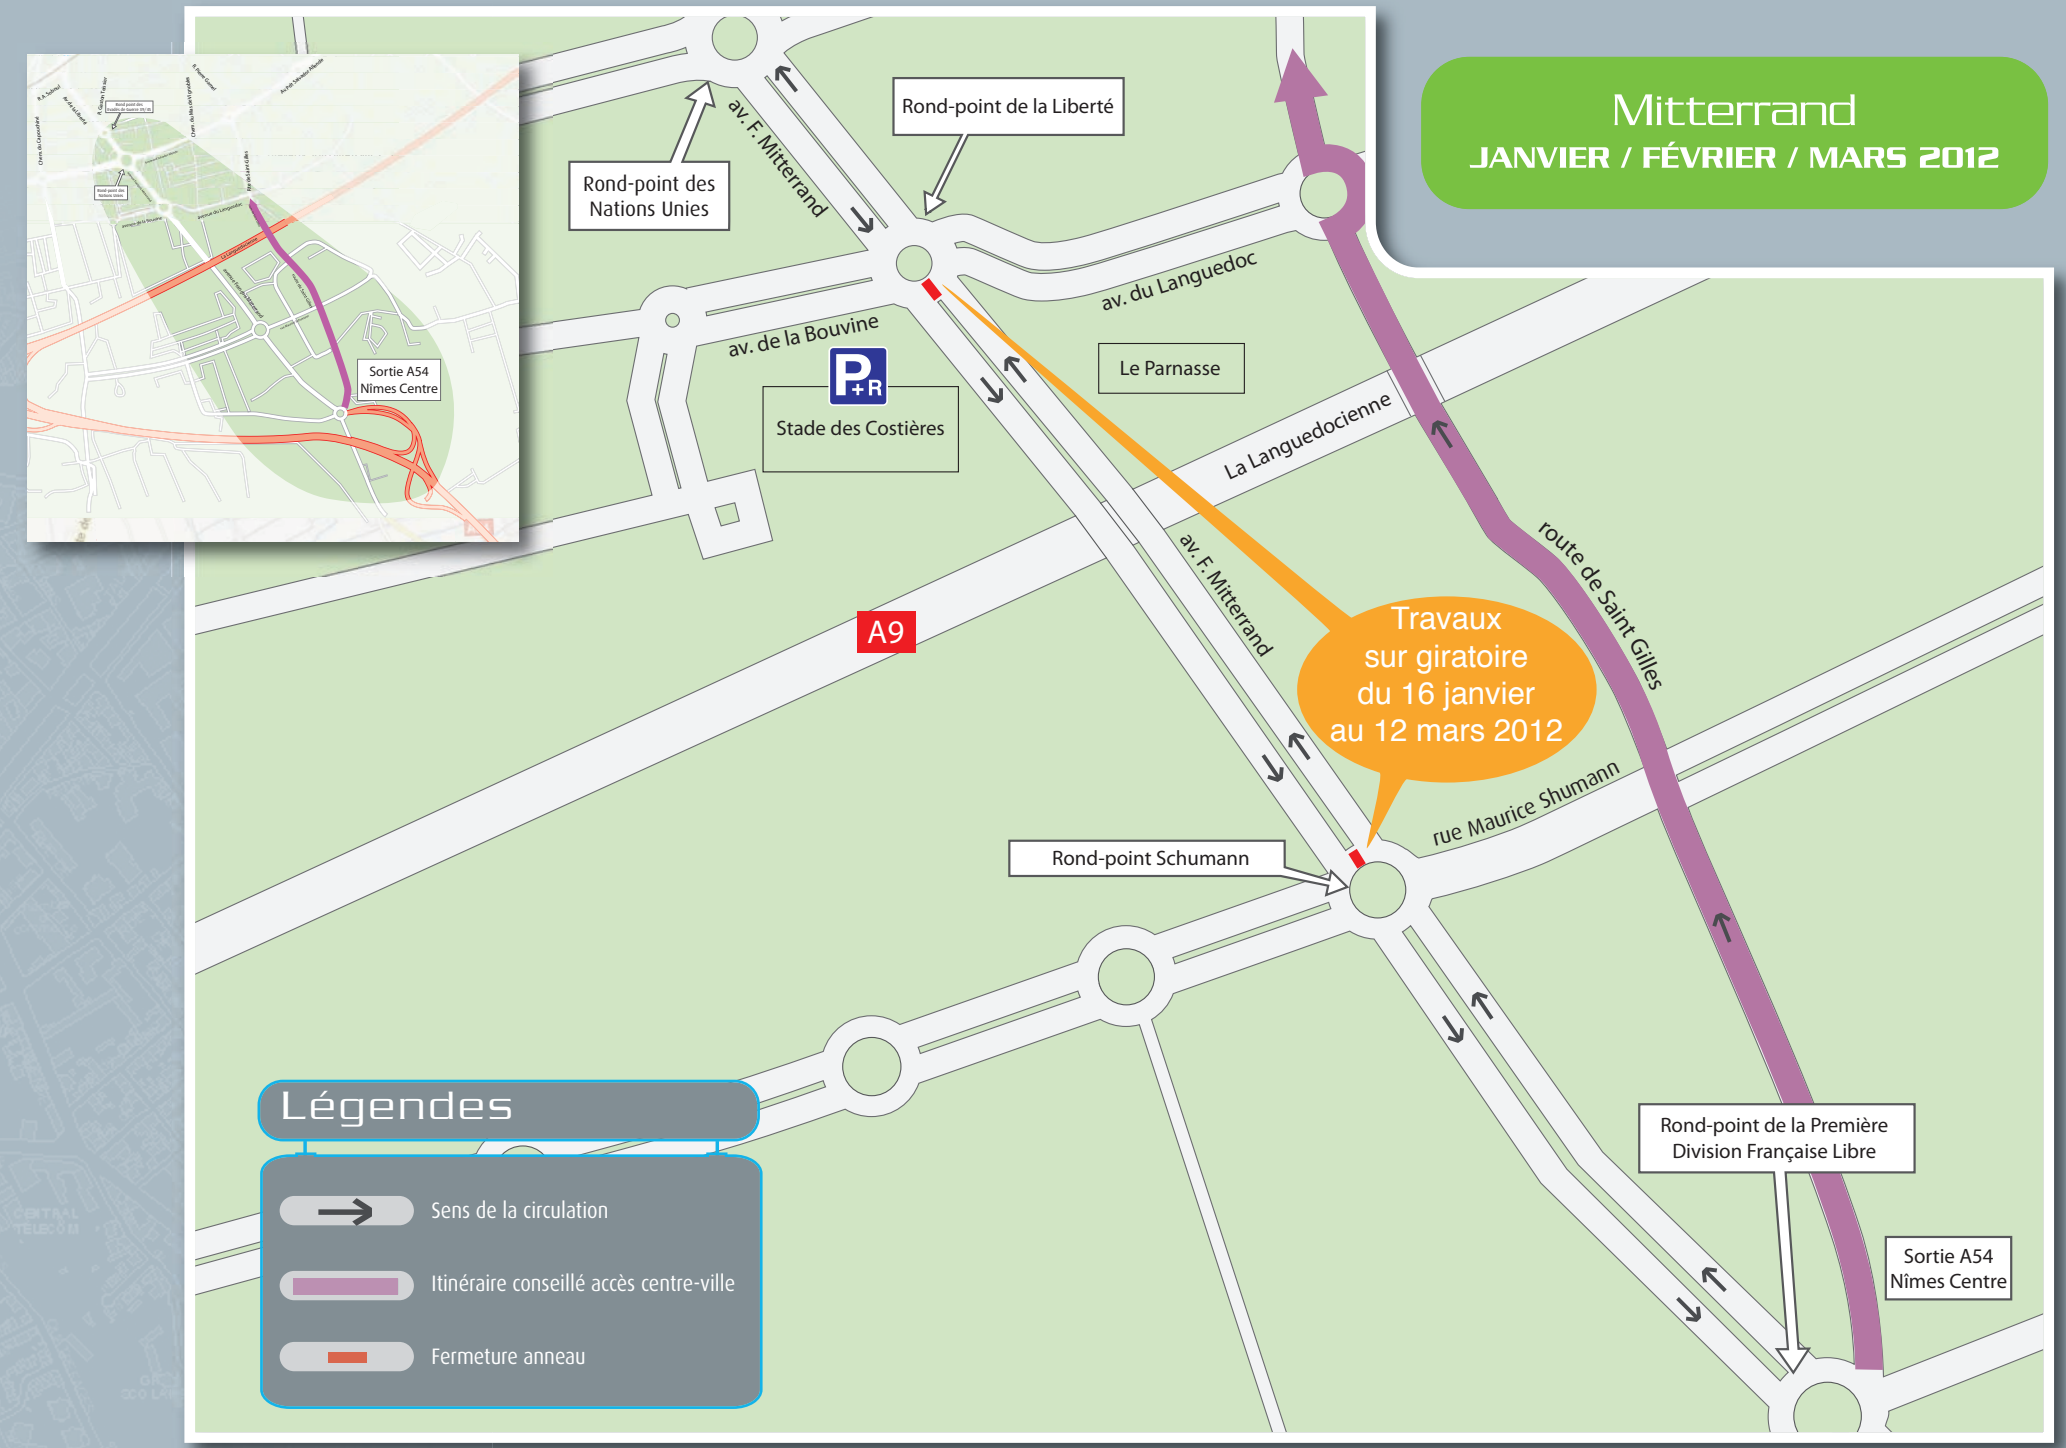 Mitterrand
JANVIER / FÉVRIER / MARS 2012
Rond-point de la Liberté
Rond-point des
Nations Unies
av. F. Mitterrand
av. du Languedoc
av. de la Bouvine
P+R
Stade des Costières
Le Parnasse
La Languedocienne
A9
av. F. Mitterrand
route de Saint Gilles
Travaux
sur giratoire
du 16 janvier
au 12 mars 2012
rue Maurice Shumann
Rond-point Schumann
Rond-point de la Première
Division Française Libre
Sortie A54
Nîmes Centre
Sortie A54
Nîmes Centre
Légendes
Sens de la circulation
Itinéraire conseillé accès centre-ville
Fermeture anneau
CENTRAL
TELECOM